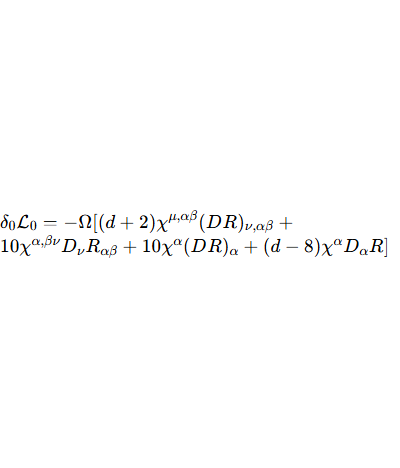 δ₀ℒ₀ = −Ω[(d + 2)χ^{μ,αβ}(DR)_{ν,αβ} +
10χ^{α,βν}D_νR_{αβ} + 10χ^α(DR)_α + (d − 8)χ^αD_αR]